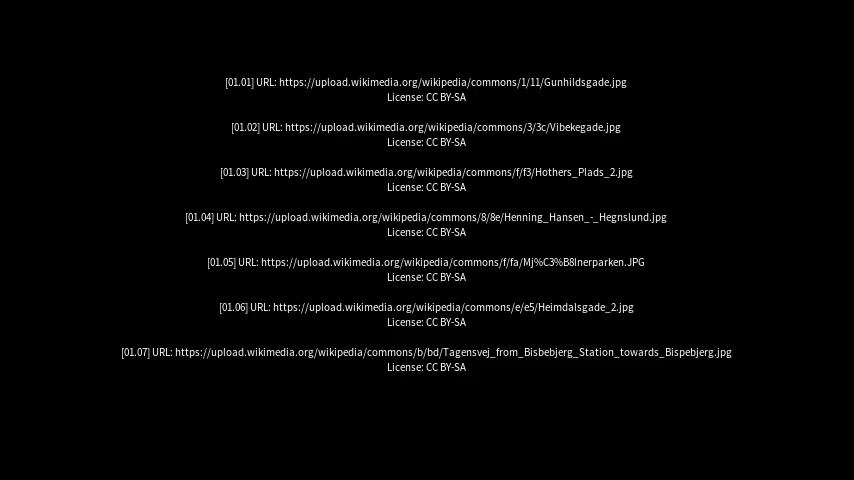 [01.01] URL: https://upload.wikimedia.org/wikipedia/commons/1/11/Gunhildsgade.jpg
License: CC BY-SA
[01.02] URL: https://upload.wikimedia.org/wikipedia/commons/3/3c/Vibekegade.jpg
License: CC BY-SA
[01.03] URL: https://upload.wikimedia.org/wikipedia/commons/f/f3/Hothers_Plads_2.jpg
License: CC BY-SA
[01.04] URL: https://upload.wikimedia.org/wikipedia/commons/8/8e/Henning_Hansen_-_Hegnslund.jpg
License: CC BY-SA
[01.05] URL: https://upload.wikimedia.org/wikipedia/commons/f/fa/Mj%C3%B8lnerparken.JPG
License: CC BY-SA
[01.06] URL: https://upload.wikimedia.org/wikipedia/commons/e/e5/Heimdalsgade_2.jpg
License: CC BY-SA
[01.07] URL: https://upload.wikimedia.org/wikipedia/commons/b/bd/Tagensvej_from_Bisbebjerg_Station_towards_Bispebjerg.jpg
License: CC BY-SA